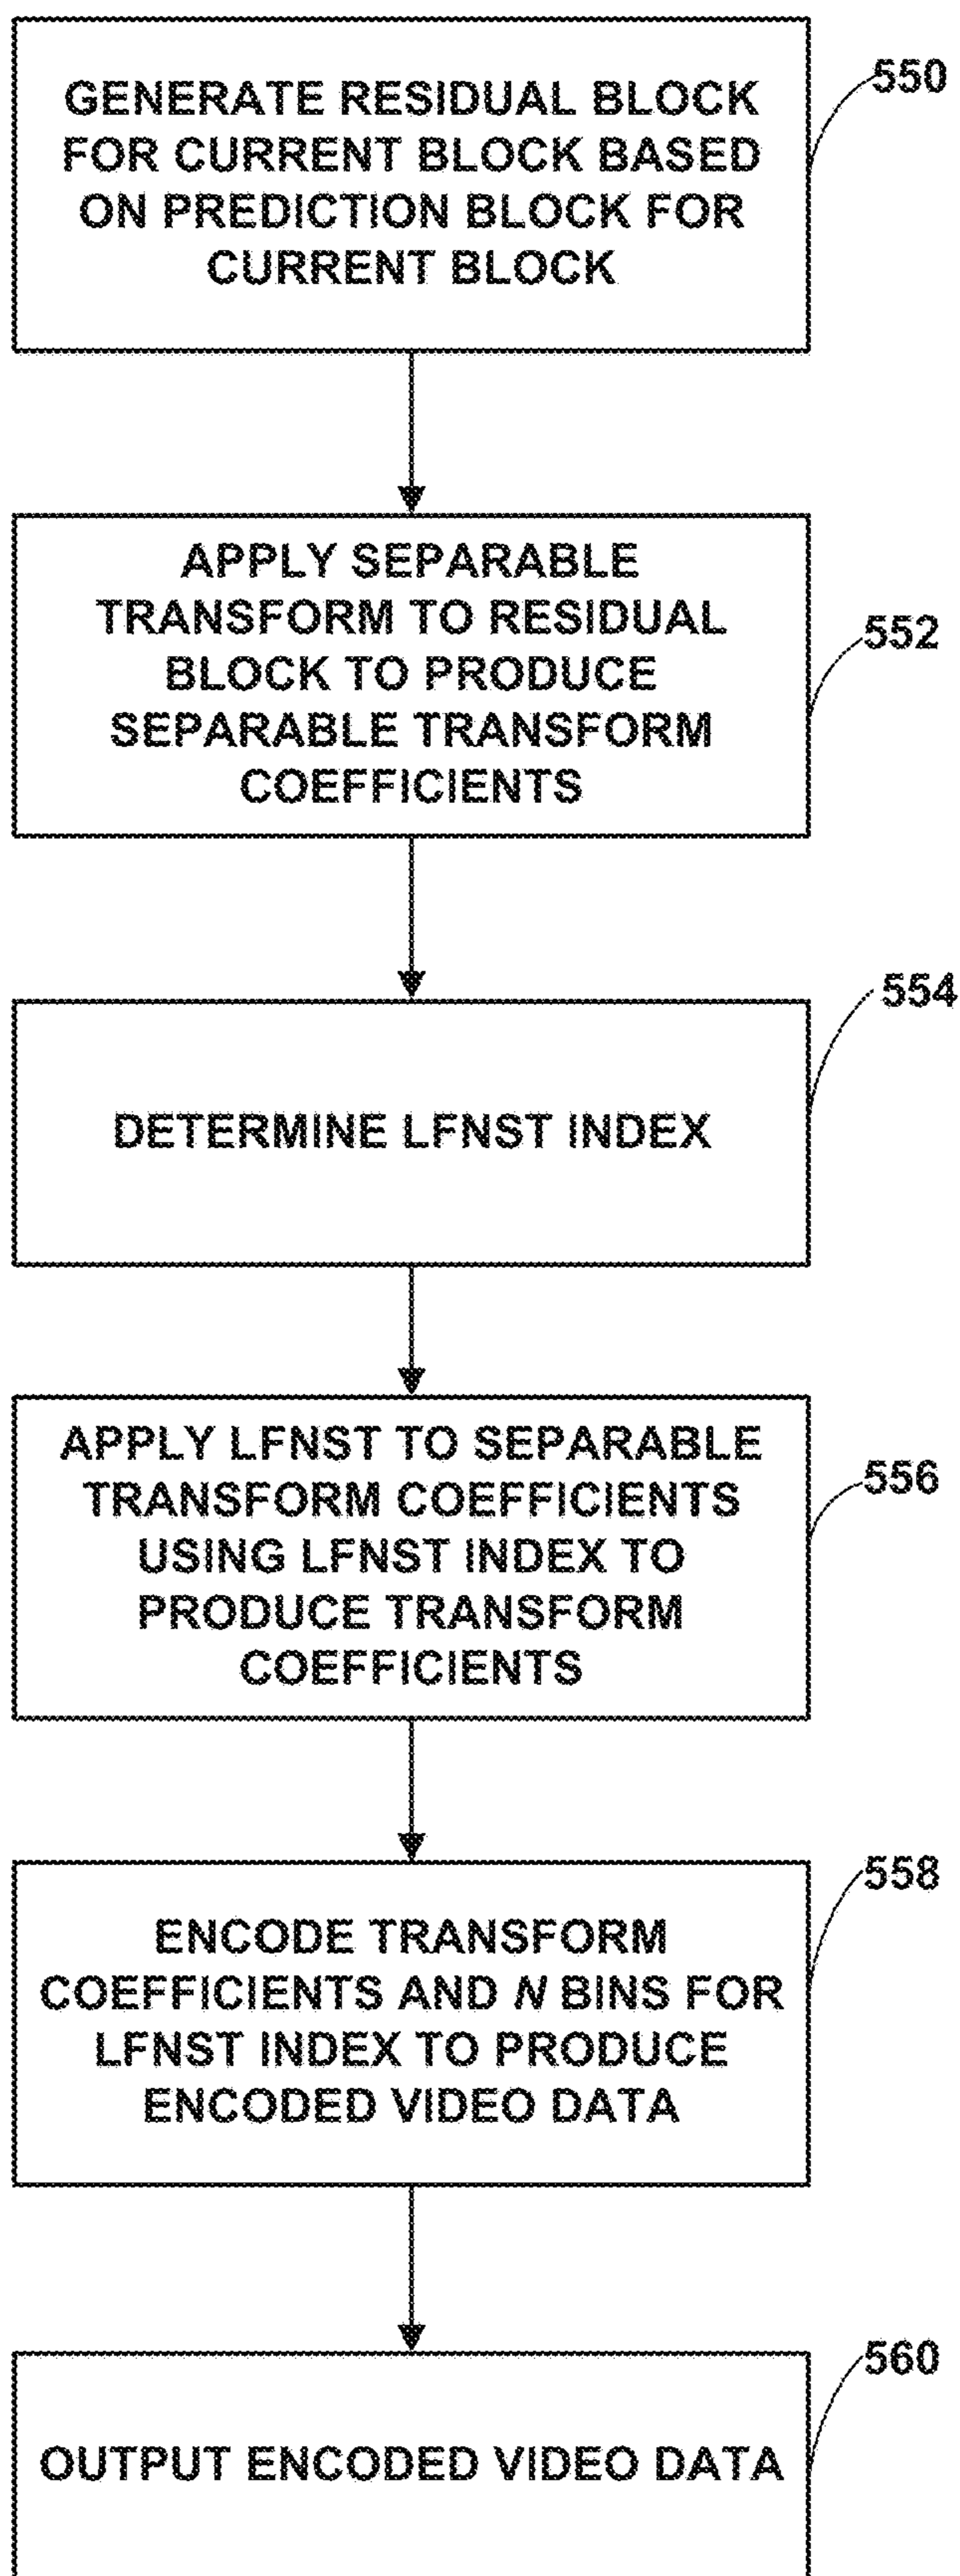 GENERATE RESIDUAL BLOCK
FOR CURRENT BLOCK BASED
ON PREDICTION BLOCK FOR
CURRENT BLOCK
550
APPLY SEPARABLE
TRANSFORM TO RESIDUAL
BLOCK TO PRODUCE
SEPARABLE TRANSFORM
COEFFICIENTS
552
DETERMINE LFNST INDEX
554
APPLY LFNST TO SEPARABLE
TRANSFORM COEFFICIENTS
USING LFNST INDEX TO
PRODUCE TRANSFORM
COEFFICIENTS
556
ENCODE TRANSFORM
COEFFICIENTS AND N BINS FOR
LFNST INDEX TO PRODUCE
ENCODED VIDEO DATA
558
OUTPUT ENCODED VIDEO DATA
560